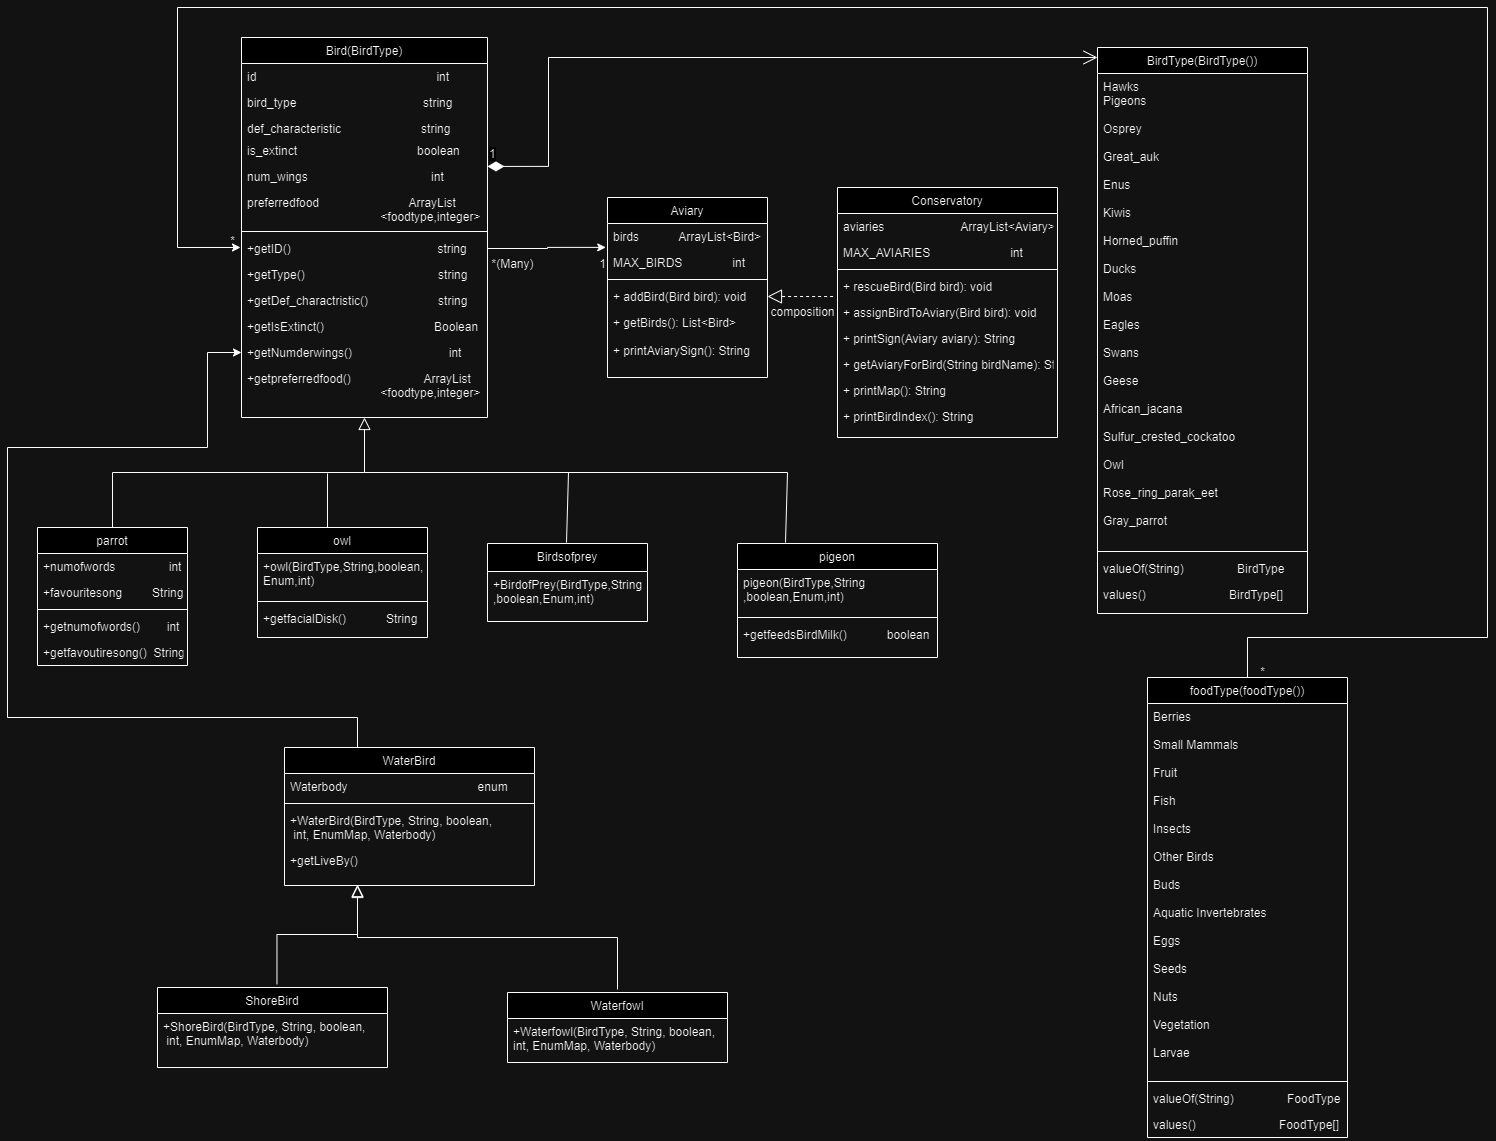 Bird(BirdType)
id int
bird_type string
def_characteristic string
is_extinct boolean
num_wings int
preferredfood ArrayList
<foodtype,integer>
+getID() string
+getType() string
+getDef_charactristic() string
+getIsExtinct() Boolean
+getNumderwings() int
+getpreferredfood() ArrayList
<foodtype,integer>
*
1
*(Many)
1
Aviary
birds ArrayList<Bird>
MAX_BIRDS int
+ addBird(Bird bird): void
+ getBirds(): List<Bird>
+ printAviarySign(): String
composition
Conservatory
aviaries ArrayList<Aviary>
MAX_AVIARIES int
+ rescueBird(Bird bird): void
+ assignBirdToAviary(Bird bird): void
+ printSign(Aviary aviary): String
+ getAviaryForBird(String birdName): St
+ printMap(): String
+ printBirdIndex(): String
BirdType(BirdType())
Hawks
Pigeons
Osprey
Great_auk
Enus
Kiwis
Horned_puffin
Ducks
Moas
Eagles
Swans
Geese
African_jacana
Sulfur_crested_cockatoo
Owl
Rose_ring_parak_eet
Gray_parrot
valueOf(String) BirdType
values() BirdType[]
parrot
+numofwords int
+favouritesong String
+getnumofwords() int
+getfavoutiresong() String
owl
+owl(BirdType,String,boolean,
Enum,int)
+getfacialDisk() String
Birdsofprey
+BirdofPrey(BirdType,String
,boolean,Enum,int)
pigeon
pigeon(BirdType,String
,boolean,Enum,int)
+getfeedsBirdMilk() boolean
*
foodType(foodType())
Berries
Small Mammals
Fruit
Fish
Insects
Other Birds
Buds
Aquatic Invertebrates
Eggs
Seeds
Nuts
Vegetation
Larvae
valueOf(String) FoodType
values() FoodType[]
WaterBird
Waterbody enum
+WaterBird(BirdType, String, boolean,
int, EnumMap, Waterbody)
+getLiveBy()
ShoreBird
+ShoreBird(BirdType, String, boolean,
int, EnumMap, Waterbody)
Waterfowl
+Waterfowl(BirdType, String, boolean,
int, EnumMap, Waterbody)